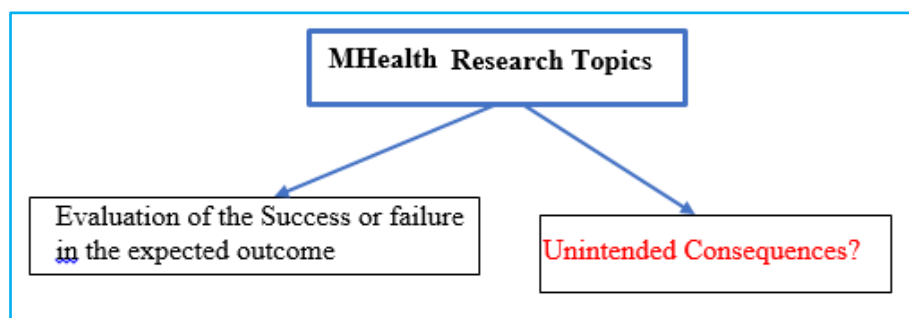 MHealth Research Topics
Evaluation of the Success or failure
in the expected outcome
Unintended Consequences?